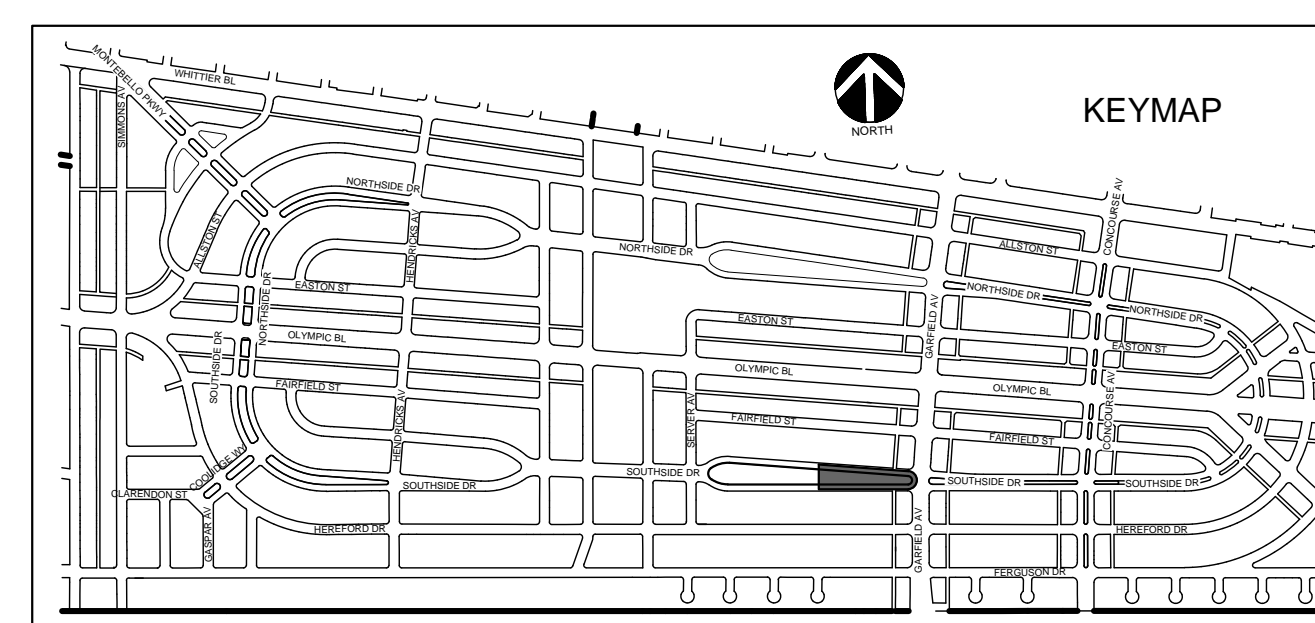 KEYMAP
NORTH
MONTEBELLO PKWY
WHITTIER BL
SIMMONS AV
NORTHSIDE DR
ALLSTON ST
HENDRICKS AV
NORTHSIDE DR
EASTON ST
OLYMPIC BL
SOUTHSIDE DR
FAIRFIELD ST
HENDRICKS AV
COOLIDGE WY
CLARENDON ST
SOUTHSIDE DR
GASPAR AV
HEREFORD DR
NORTHSIDE DR
EASTON ST
OLYMPIC BL
SERVER AV
FAIRFIELD ST
SOUTHSIDE DR
GARFIELD AV
GARFIELD AV
CONCOURSE AV
ALLSTON ST
NORTHSIDE DR
NORTHSIDE DR
EASTON ST
OLYMPIC BL
CONCOURSE AV
FAIRFIELD ST
SOUTHSIDE DR
SOUTHSIDE DR
HEREFORD DR
FERGUSON DR